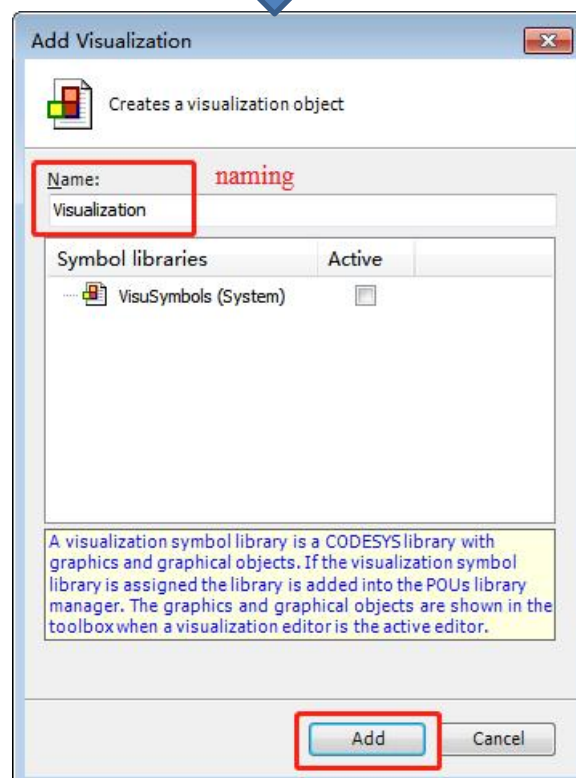 Add Visualization
Creates a visualization object
Name:
naming
Visualization
Symbol libraries Active
VisuSymbols (System)
A visualization symbol library is a CODESYS library with
graphics and graphical objects. If the visualization symbol
library is assigned the library is added into the POUs library
manager. The graphics and graphical objects are shown in the
toolbox when a visualization editor is the active editor.
Add Cancel